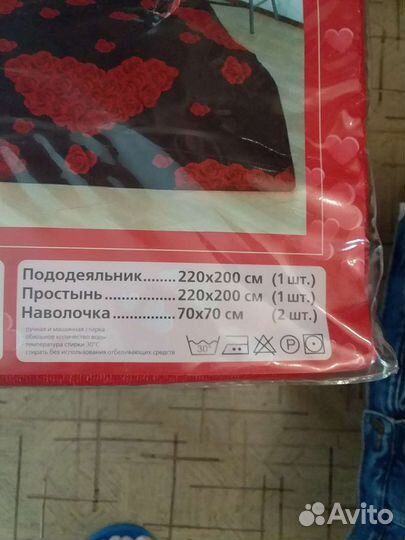 Пододеяльник........220х200 см (1 шт.)
Простынь................220х200 см (1 шт.)
Наволочка..............70х70 см (2 шт.)
ручная и машинная стирка
обильное количество воды
температура стирки 30°С
стирать без использования отбеливающих средств
30°
P
Avito